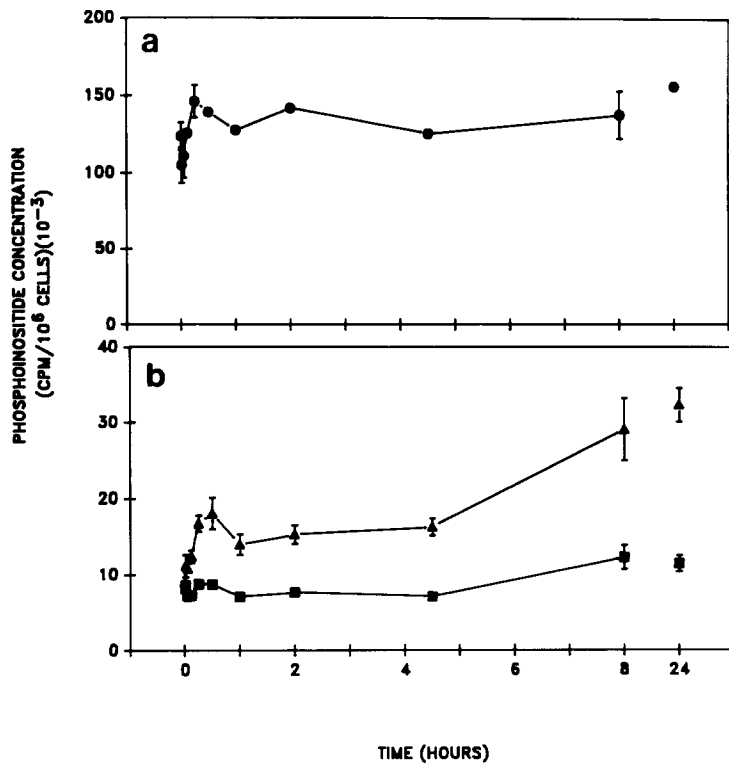 PHOSPHOINOSITIDE CONCENTRATION
(CPM/10⁶ CELLS)(10⁻³)
a
200
150
100
50
0
b
40
30
20
10
0
0 2 4 6 8 24
TIME (HOURS)